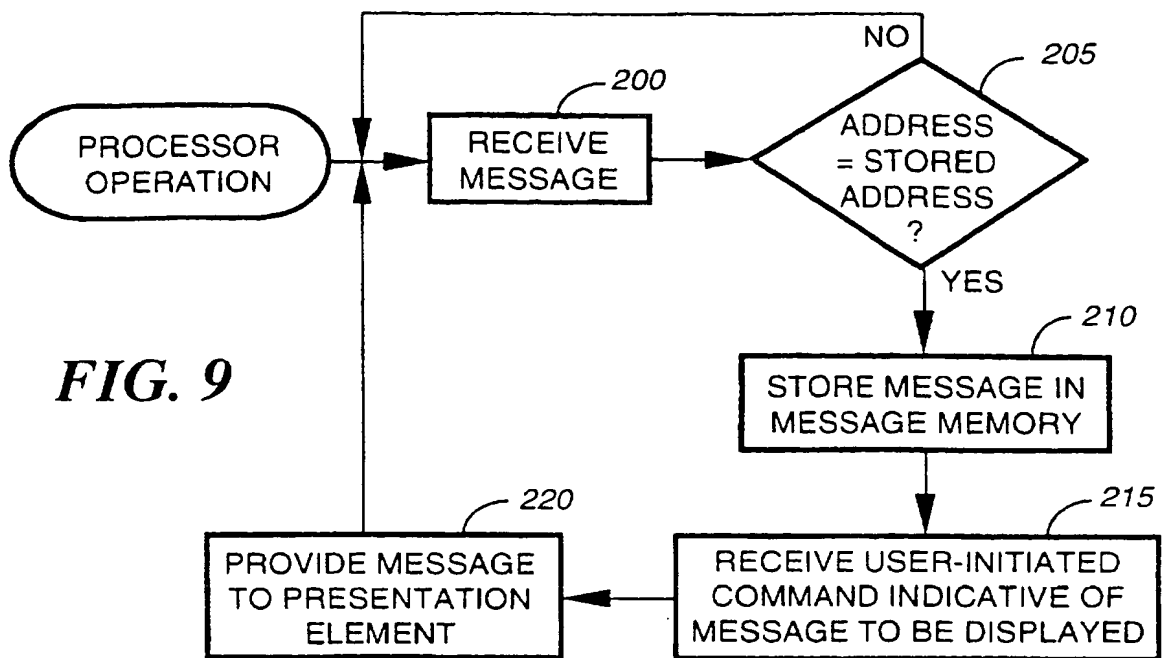 PROCESSOR
OPERATION
200
RECEIVE
MESSAGE
NO
205
ADDRESS
= STORED
ADDRESS
?
YES
210
STORE MESSAGE IN
MESSAGE MEMORY
215
RECEIVE USER-INITIATED
COMMAND INDICATIVE OF
MESSAGE TO BE DISPLAYED
220
PROVIDE MESSAGE
TO PRESENTATION
ELEMENT
FIG. 9